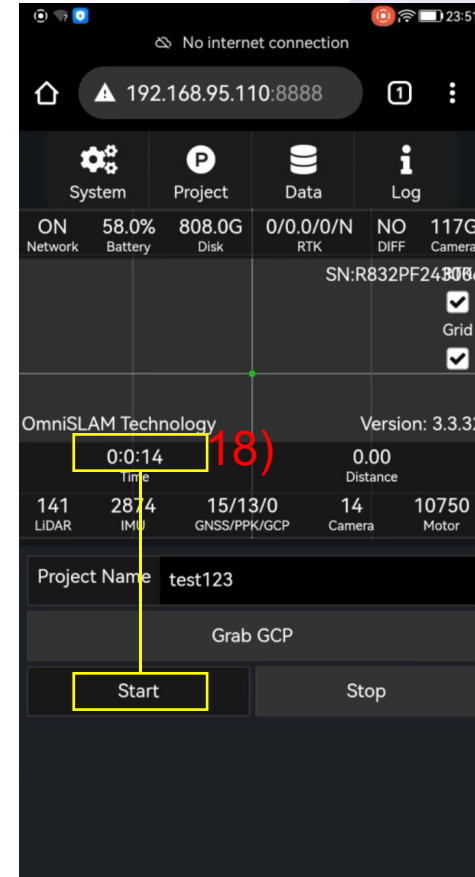 23:51
No internet connection
192.168.95.110:8888
1
System Project Data Log
ON 58.0% 808.0G 0/0.0/0/N NO 117G
Network Battery Disk RTK DIFF Camera
Grid
OmniSLAM Technology Version: 3.3.32
18)
0:0:14 0.00
Time Distance
141 2874 15/13/0 14 10750
LiDAR IMU GNSS/PPK/GCP Camera Motor
Project Name test123
Grab GCP
Start Stop